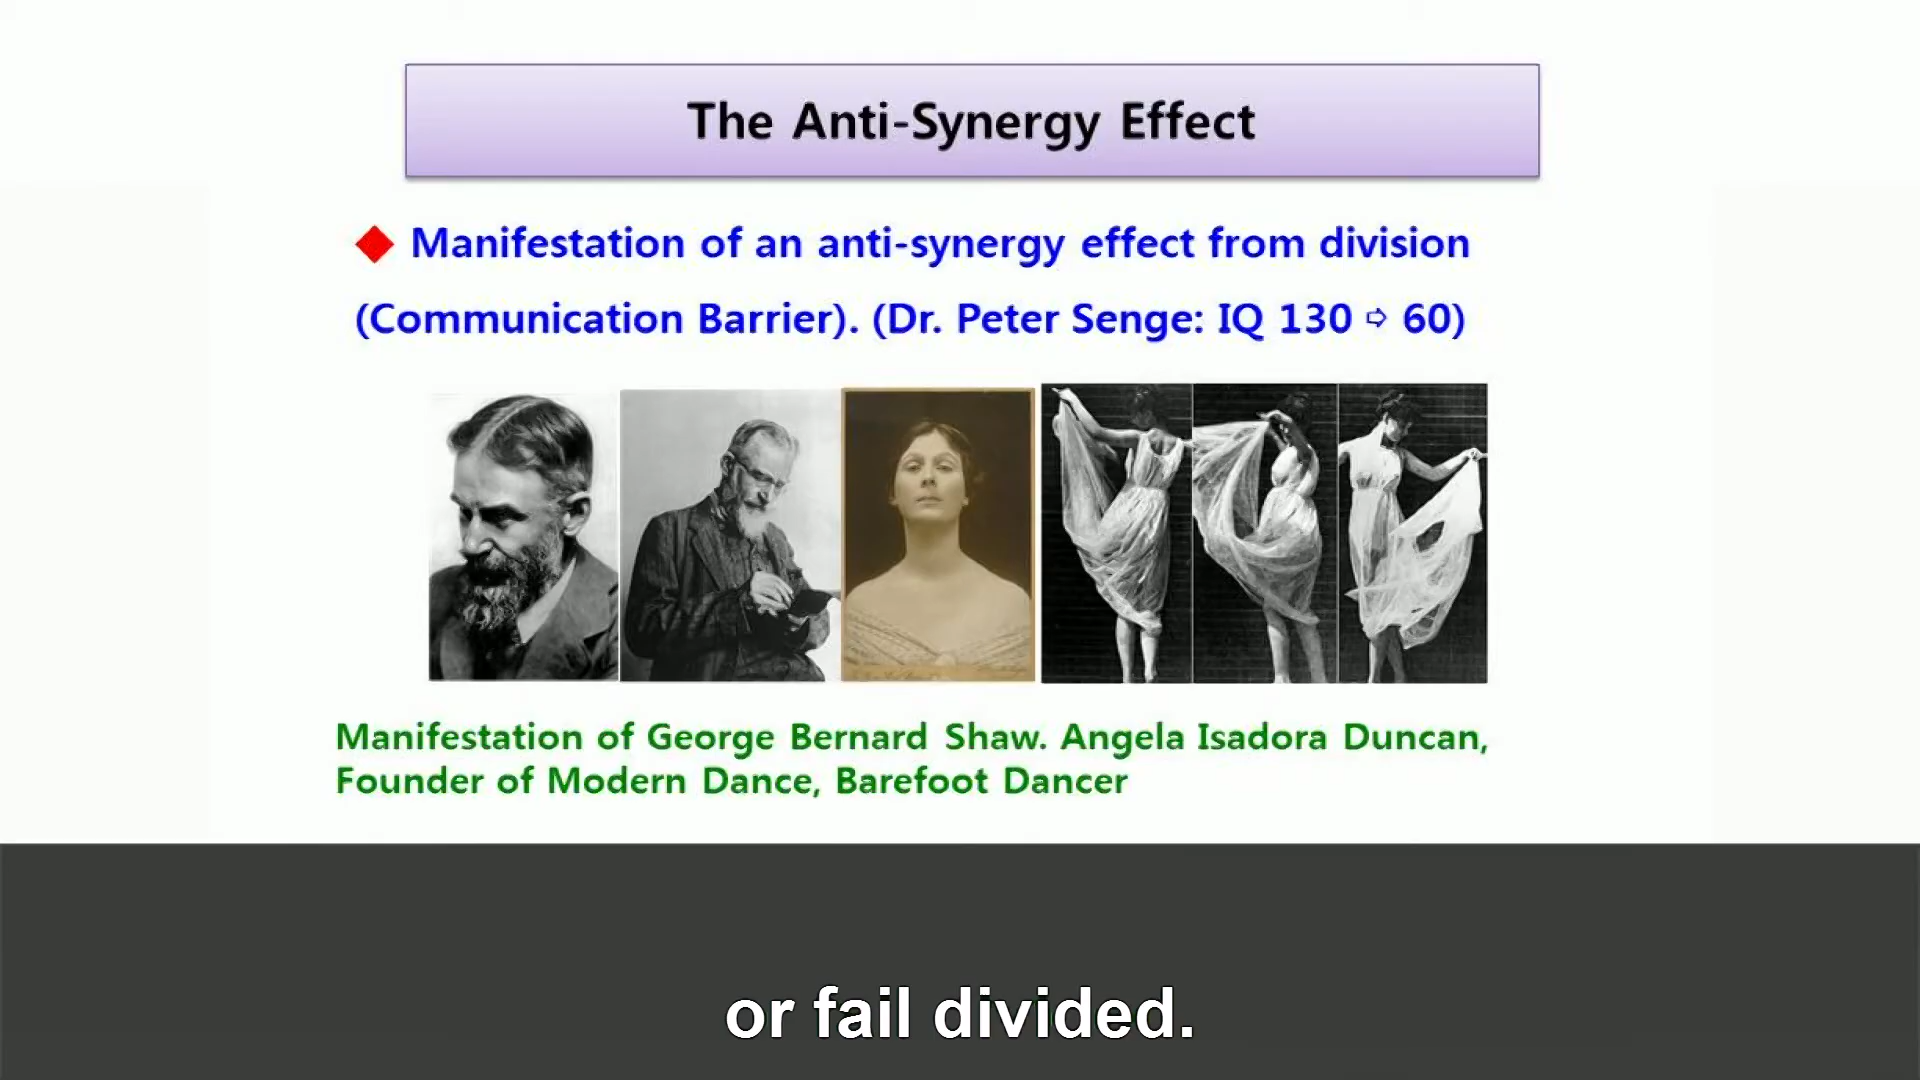 The Anti-Synergy Effect
◆ Manifestation of an anti-synergy effect from division
(Communication Barrier). (Dr. Peter Senge: IQ 130 ⇨ 60)
Manifestation of George Bernard Shaw. Angela Isadora Duncan,
Founder of Modern Dance, Barefoot Dancer
or fail divided.